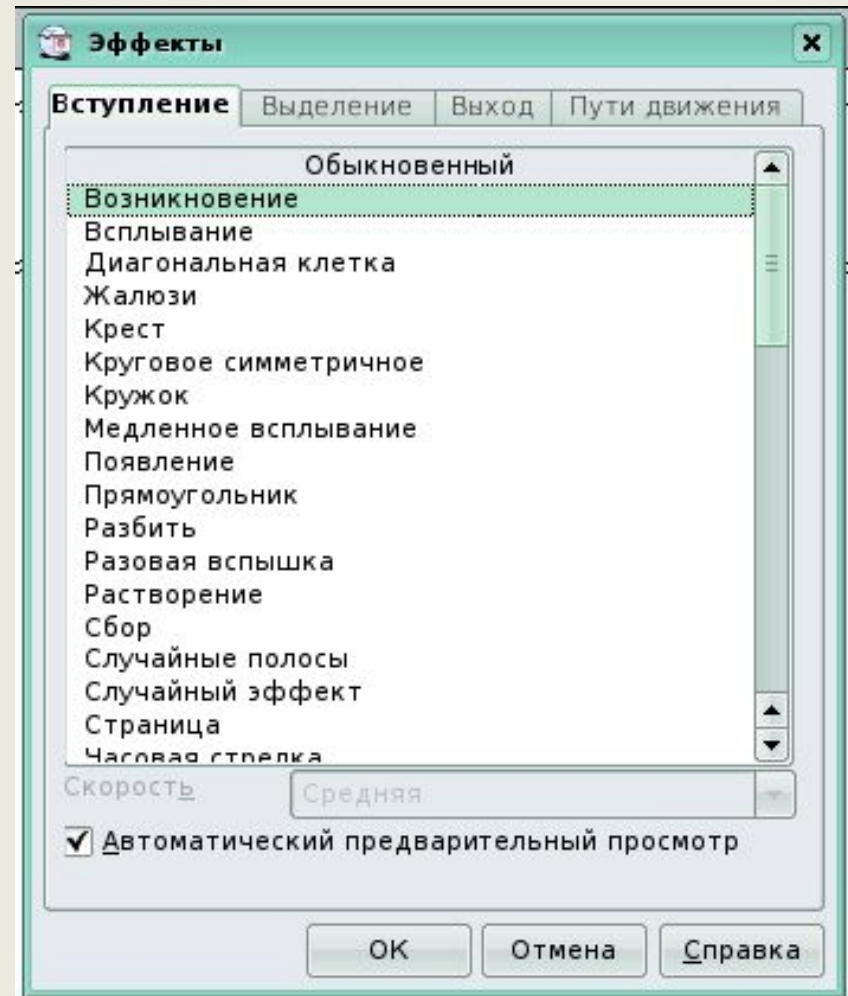 Эффекты
Вступление Выделение Выход Пути движения
Обыкновенный
Возникновение
Всплывание
Диагональная клетка
Жалюзи
Крест
Круговое симметричное
Кружок
Медленное всплывание
Появление
Прямоугольник
Разбить
Разовая вспышка
Растворение
Сбор
Случайные полосы
Случайный эффект
Страница
Часовая стрелка
Скорость Средняя
Автоматический предварительный просмотр
ОК Отмена Справка